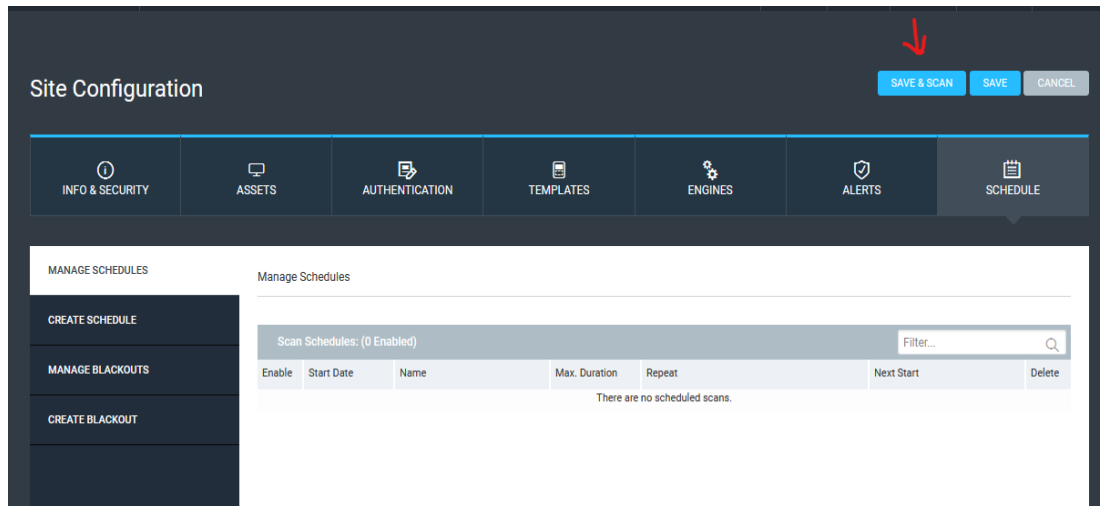 Site Configuration
SAVE & SCAN
SAVE
CANCEL
INFO & SECURITY
ASSETS
AUTHENTICATION
TEMPLATES
ENGINES
ALERTS
SCHEDULE
MANAGE SCHEDULES
CREATE SCHEDULE
MANAGE BLACKOUTS
CREATE BLACKOUT
Manage Schedules
Scan Schedules: (0 Enabled)
Filter...
Enable Start Date Name Max. Duration Repeat Next Start Delete
There are no scheduled scans.